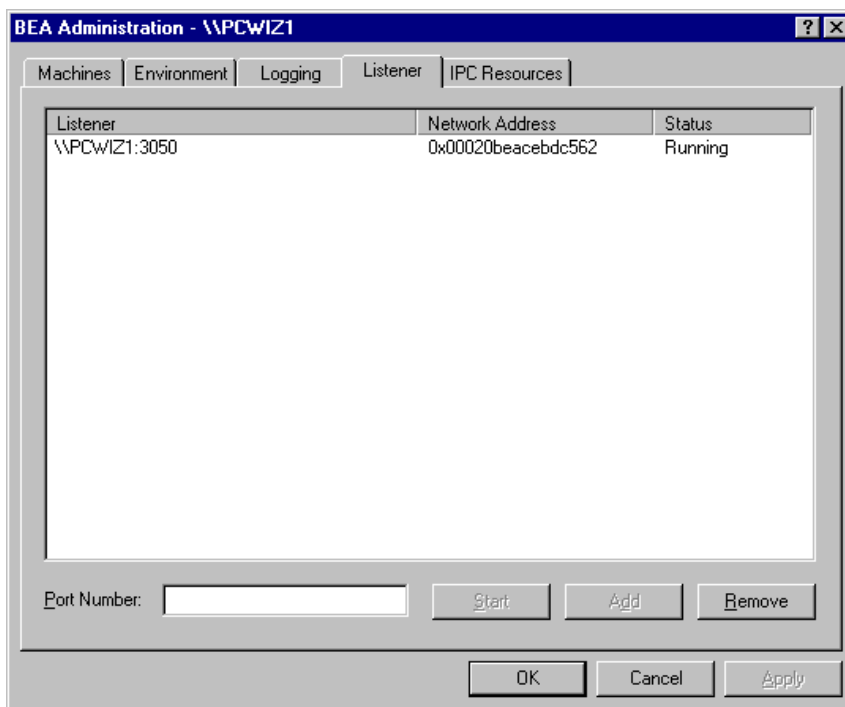 BEA Administration - \\PCWIZ1
Machines Environment Logging Listener IPC Resources
Listener Network Address Status
\\PCWIZ1:3050 0x00020beacebdc562 Running
Port Number: Start Add Remove
OK Cancel Apply